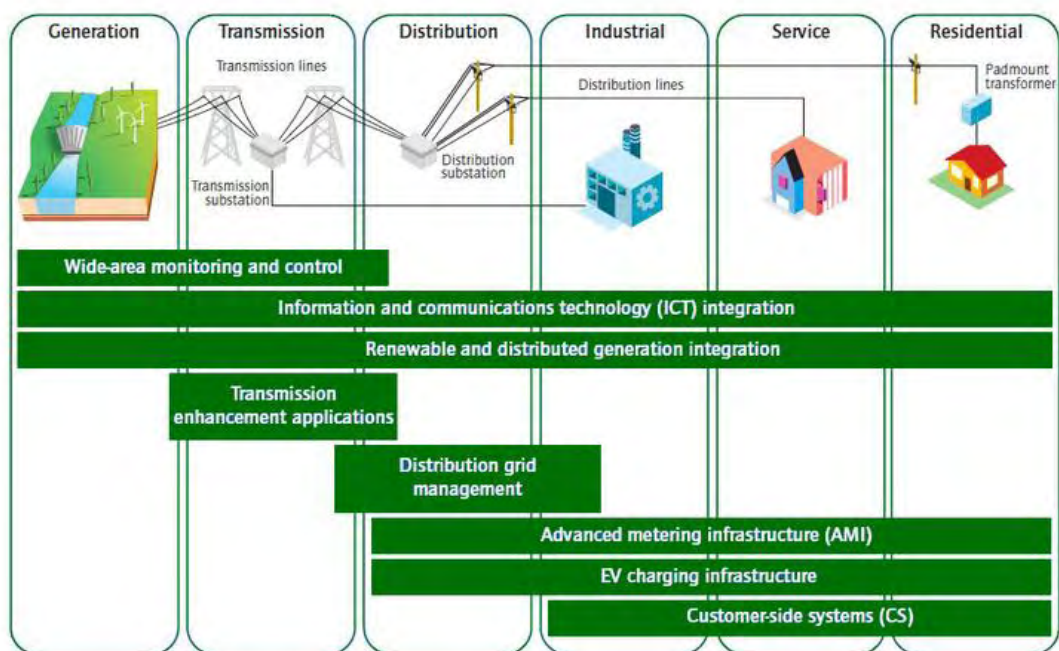 Generation
Transmission
Distribution
Industrial
Service
Residential
Transmission lines
Distribution lines
Padmount
transformer
Transmission
substation
Distribution
substation
Wide-area monitoring and control
Information and communications technology (ICT) integration
Renewable and distributed generation integration
Transmission
enhancement applications
Distribution grid
management
Advanced metering infrastructure (AMI)
EV charging infrastructure
Customer-side systems (CS)